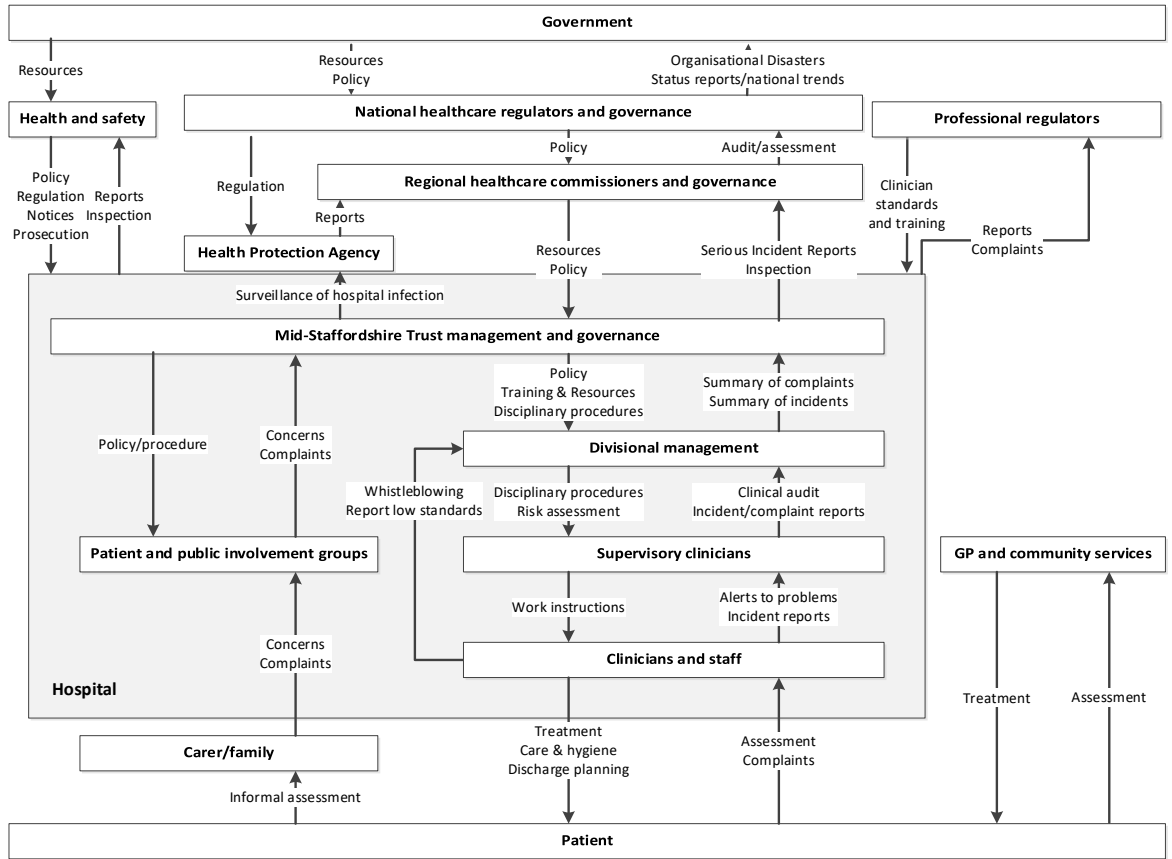 Government
Resources
Resources
Policy
Organisational Disasters
Status reports/national trends
Health and safety
National healthcare regulators and governance
Professional regulators
Policy
Regulation
Notices
Prosecution
Reports
Inspection
Regulation
Policy
Audit/assessment
Regional healthcare commissioners and governance
Clinician
standards
and training
Reports
Complaints
Reports
Health Protection Agency
Resources
Policy
Serious Incident Reports
Inspection
Surveillance of hospital infection
Mid-Staffordshire Trust management and governance
Policy
Training & Resources
Disciplinary procedures
Summary of complaints
Summary of incidents
Policy/procedure
Concerns
Complaints
Divisional management
Whistleblowing
Report low standards
Disciplinary procedures
Risk assessment
Clinical audit
Incident/complaint reports
Patient and public involvement groups
Supervisory clinicians
GP and community services
Work instructions
Alerts to problems
Incident reports
Concerns
Complaints
Clinicians and staff
Hospital
Treatment
Assessment
Carer/family
Treatment
Care & hygiene
Discharge planning
Assessment
Complaints
Informal assessment
Patient